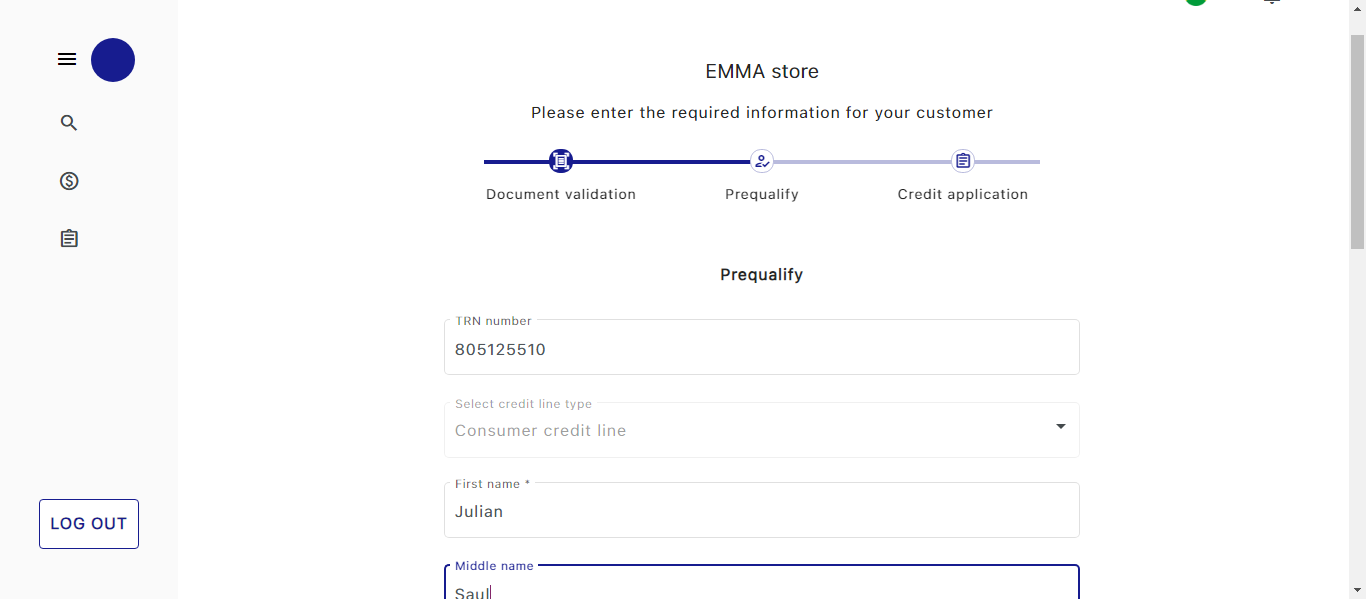 EMMA store
Please enter the required information for your customer
Document validation
Prequalify
Credit application
Prequalify
TRN number
805125510
Select credit line type
Consumer credit line
First name *
Julian
Middle name
Saul
LOG OUT